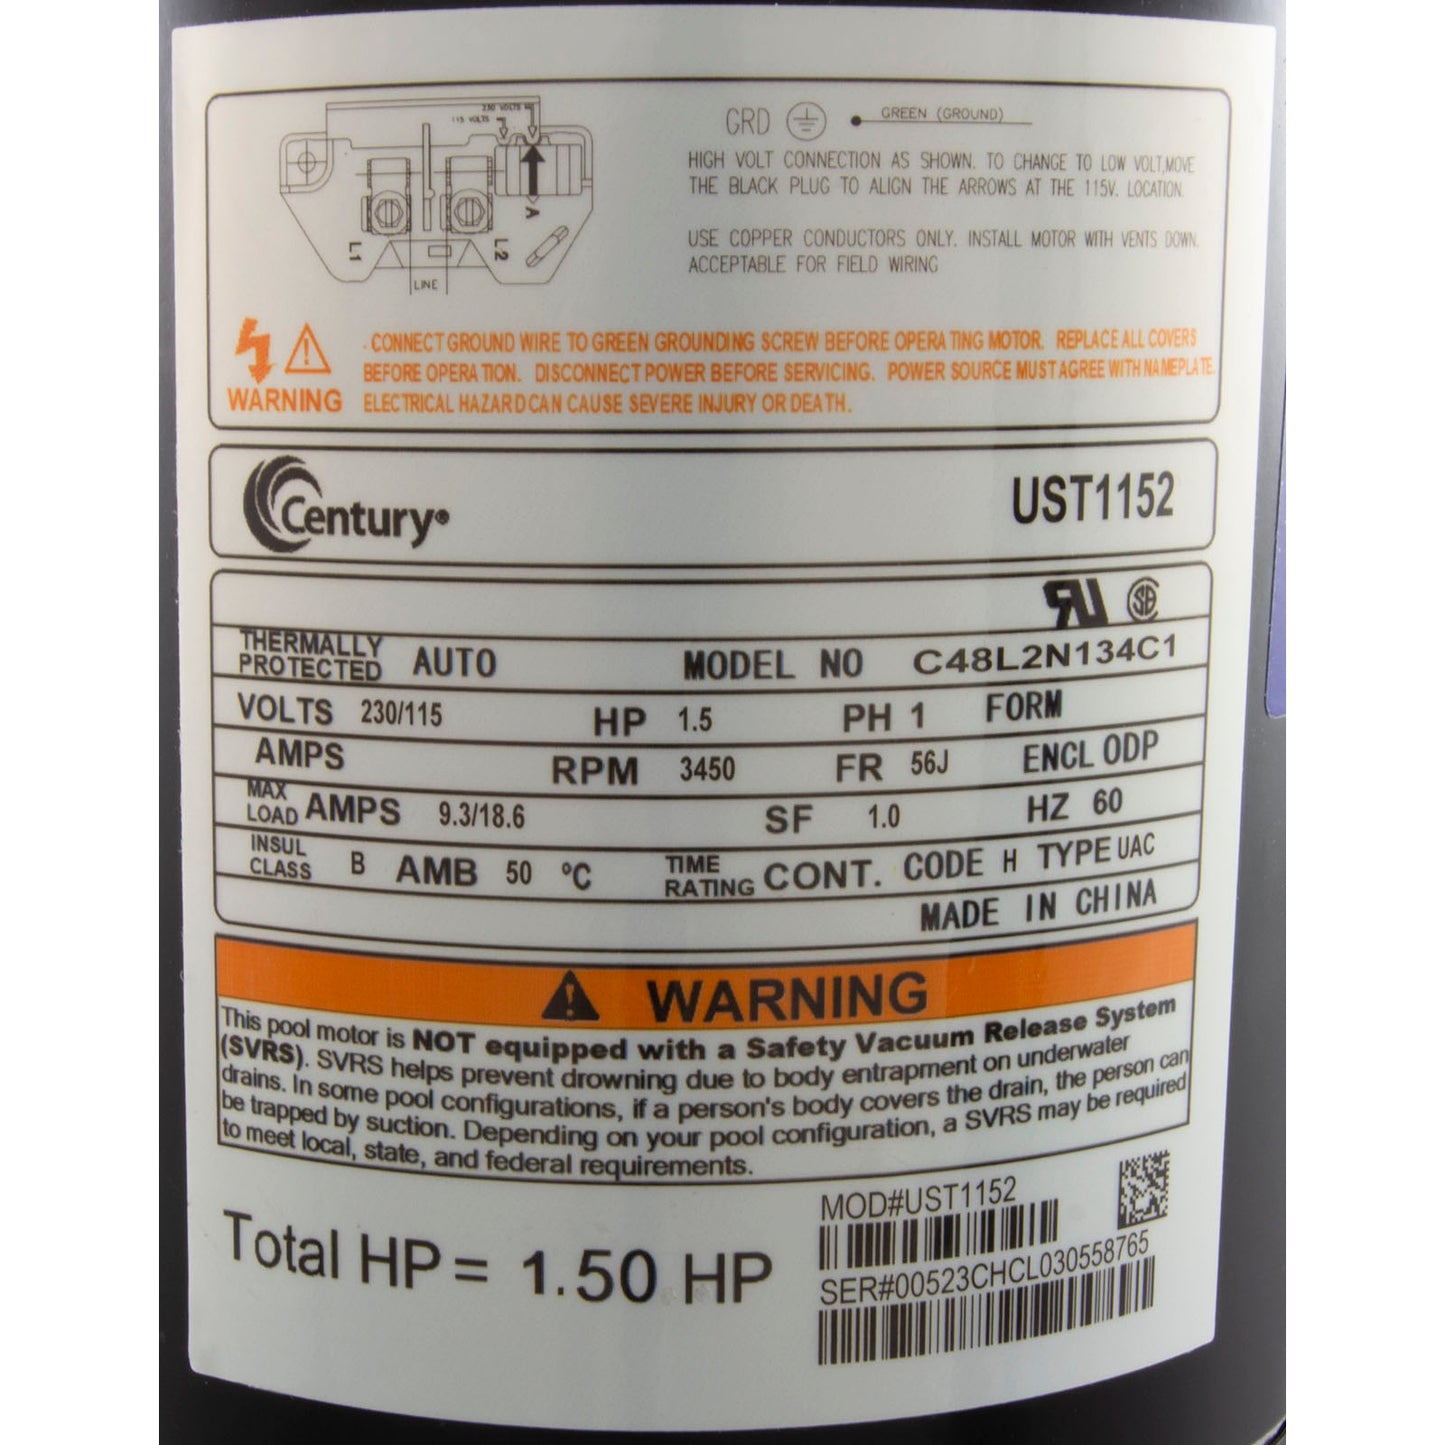 230 VOLTS
115 VOLTS
A
L1
L2
LINE
GRD GREEN (GROUND)
HIGH VOLT CONNECTION AS SHOWN. TO CHANGE TO LOW VOLT,MOVE
THE BLACK PLUG TO ALIGN THE ARROWS AT THE 115V. LOCATION.
USE COPPER CONDUCTORS ONLY. INSTALL MOTOR WITH VENTS DOWN.
ACCEPTABLE FOR FIELD WIRING
WARNING
. CONNECT GROUND WIRE TO GREEN GROUNDING SCREW BEFORE OPERATING MOTOR. REPLACE ALL COVERS
BEFORE OPERATION. DISCONNECT POWER BEFORE SERVICING. POWER SOURCE MUST AGREE WITH NAMEPLATE.
ELECTRICAL HAZARD CAN CAUSE SEVERE INJURY OR DEATH.
Century® UST1152
THERMALLY
PROTECTED AUTO MODEL NO C48L2N134C1
VOLTS 230/115 HP 1.5 PH 1 FORM
AMPS RPM 3450 FR 56J ENCL ODP
MAX
LOAD AMPS 9.3/18.6 SF 1.0 HZ 60
INSUL
CLASS B AMB 50 °C TIME
RATING CONT. CODE H TYPE UAC
MADE IN CHINA
WARNING
This pool motor is NOT equipped with a Safety Vacuum Release System
(SVRS). SVRS helps prevent drowning due to body entrapment on underwater
drains. In some pool configurations, if a person's body covers the drain, the person can
be trapped by suction. Depending on your pool configuration, a SVRS may be required
to meet local, state, and federal requirements.
Total HP = 1.50 HP
MOD#UST1152
SER#00523CHCL030558765